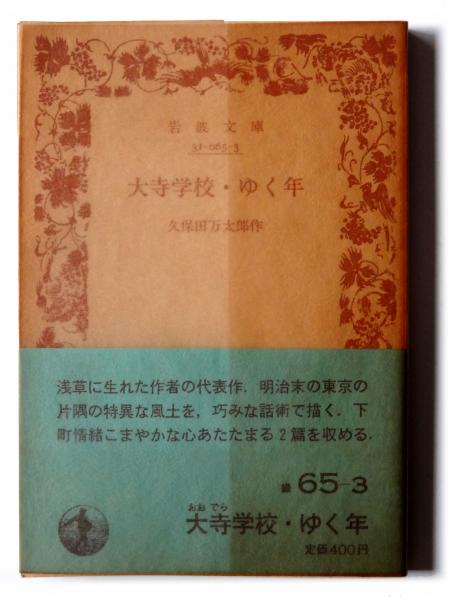 岩波文庫
31-065-3
大寺学校・ゆく年
久保田万太郎作
浅草に生れた作者の代表作．明治末の東京の
片隅の特異な風土を，巧みな話術で描く．下
町情緒こまやかな心あたたまる2篇を収める．
緑 65-3
おお でら
大寺学校・ゆく年
定価400円